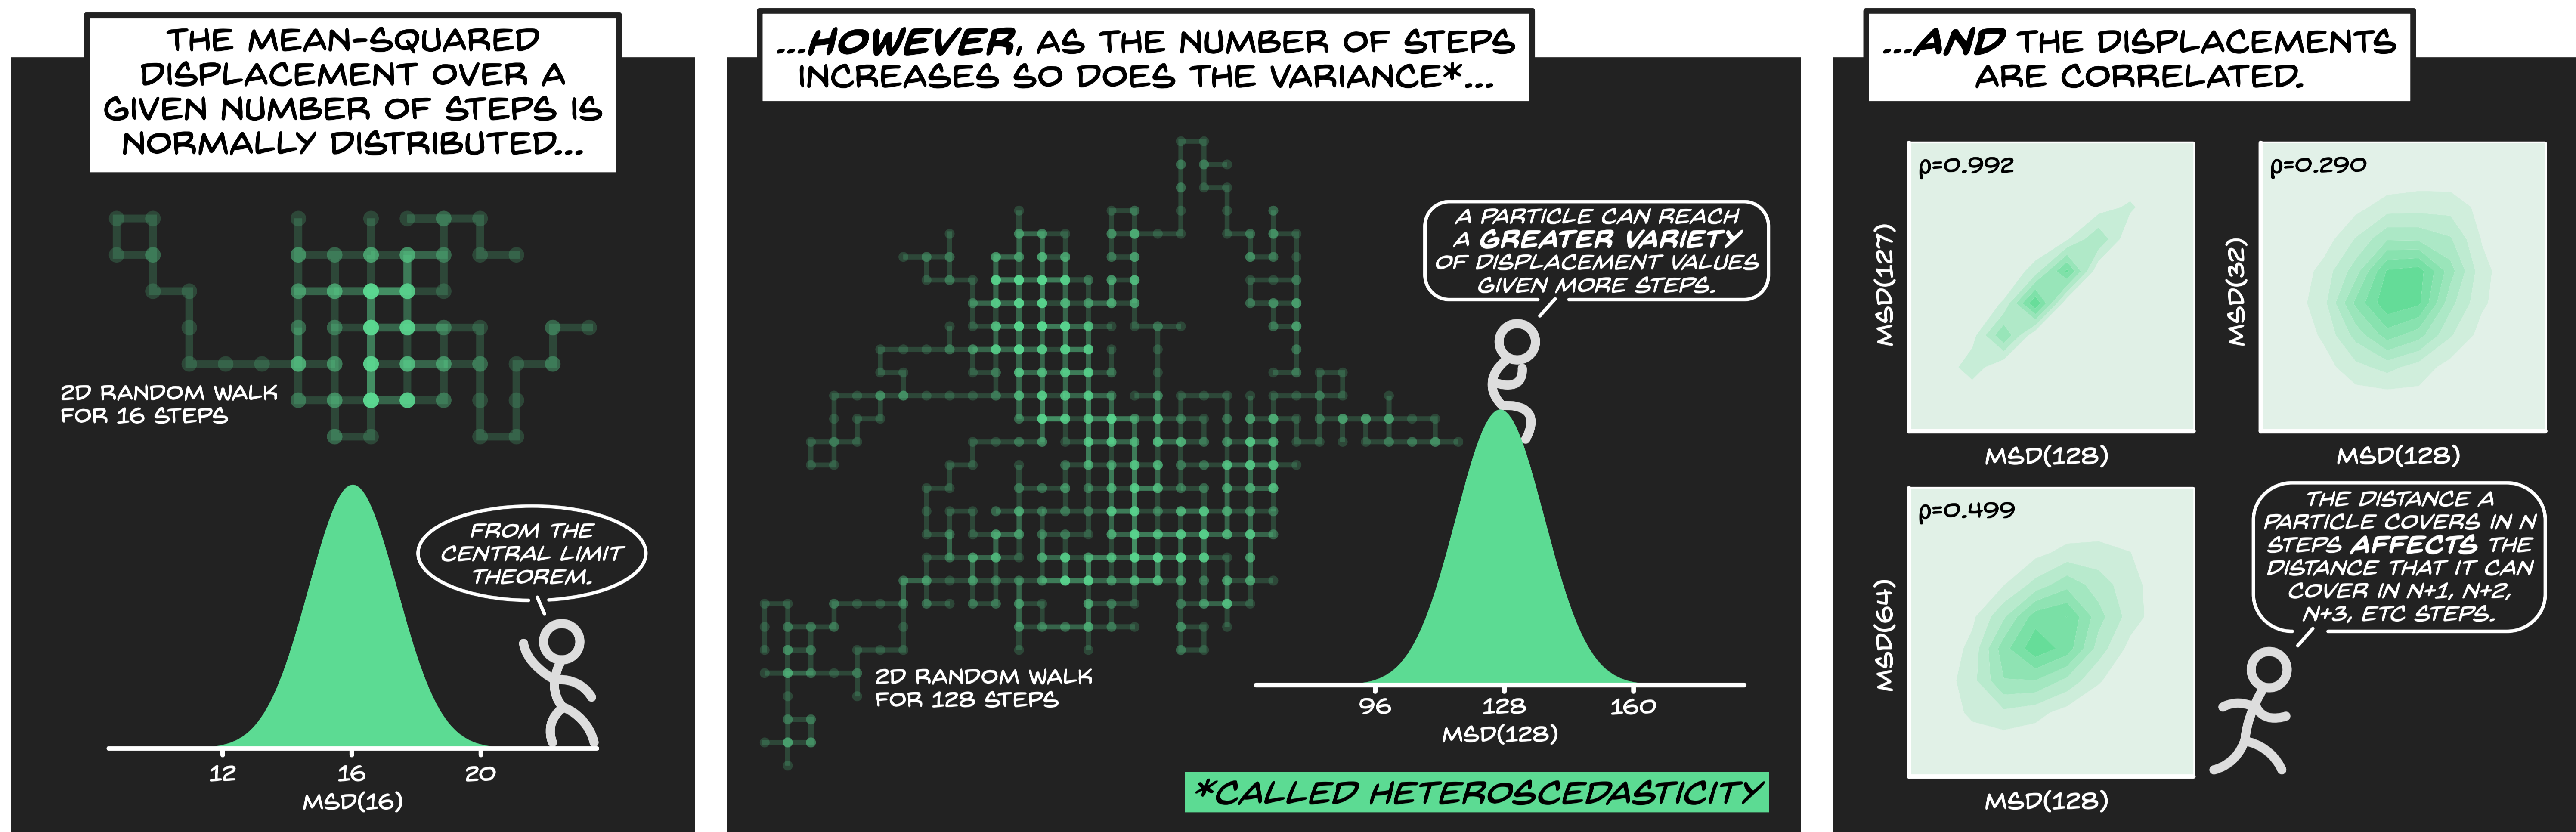 THE MEAN-SQUARED
DISPLACEMENT OVER A
GIVEN NUMBER OF STEPS IS
NORMALLY DISTRIBUTED...
2D RANDOM WALK
FOR 16 STEPS
FROM THE
CENTRAL LIMIT
THEOREM.
12 16 20
MSD(16)
...HOWEVER, AS THE NUMBER OF STEPS
INCREASES SO DOES THE VARIANCE*...
A PARTICLE CAN REACH
A GREATER VARIETY
OF DISPLACEMENT VALUES
GIVEN MORE STEPS.
2D RANDOM WALK
FOR 128 STEPS
96 128 160
MSD(128)
*CALLED HETEROSCEDASTICITY
...AND THE DISPLACEMENTS
ARE CORRELATED.
ρ=0.992
MSD(127)
MSD(128)
ρ=0.290
MSD(32)
MSD(128)
ρ=0.499
MSD(64)
MSD(128)
THE DISTANCE A
PARTICLE COVERS IN N
STEPS AFFECTS THE
DISTANCE THAT IT CAN
COVER IN N+1, N+2,
N+3, ETC STEPS.